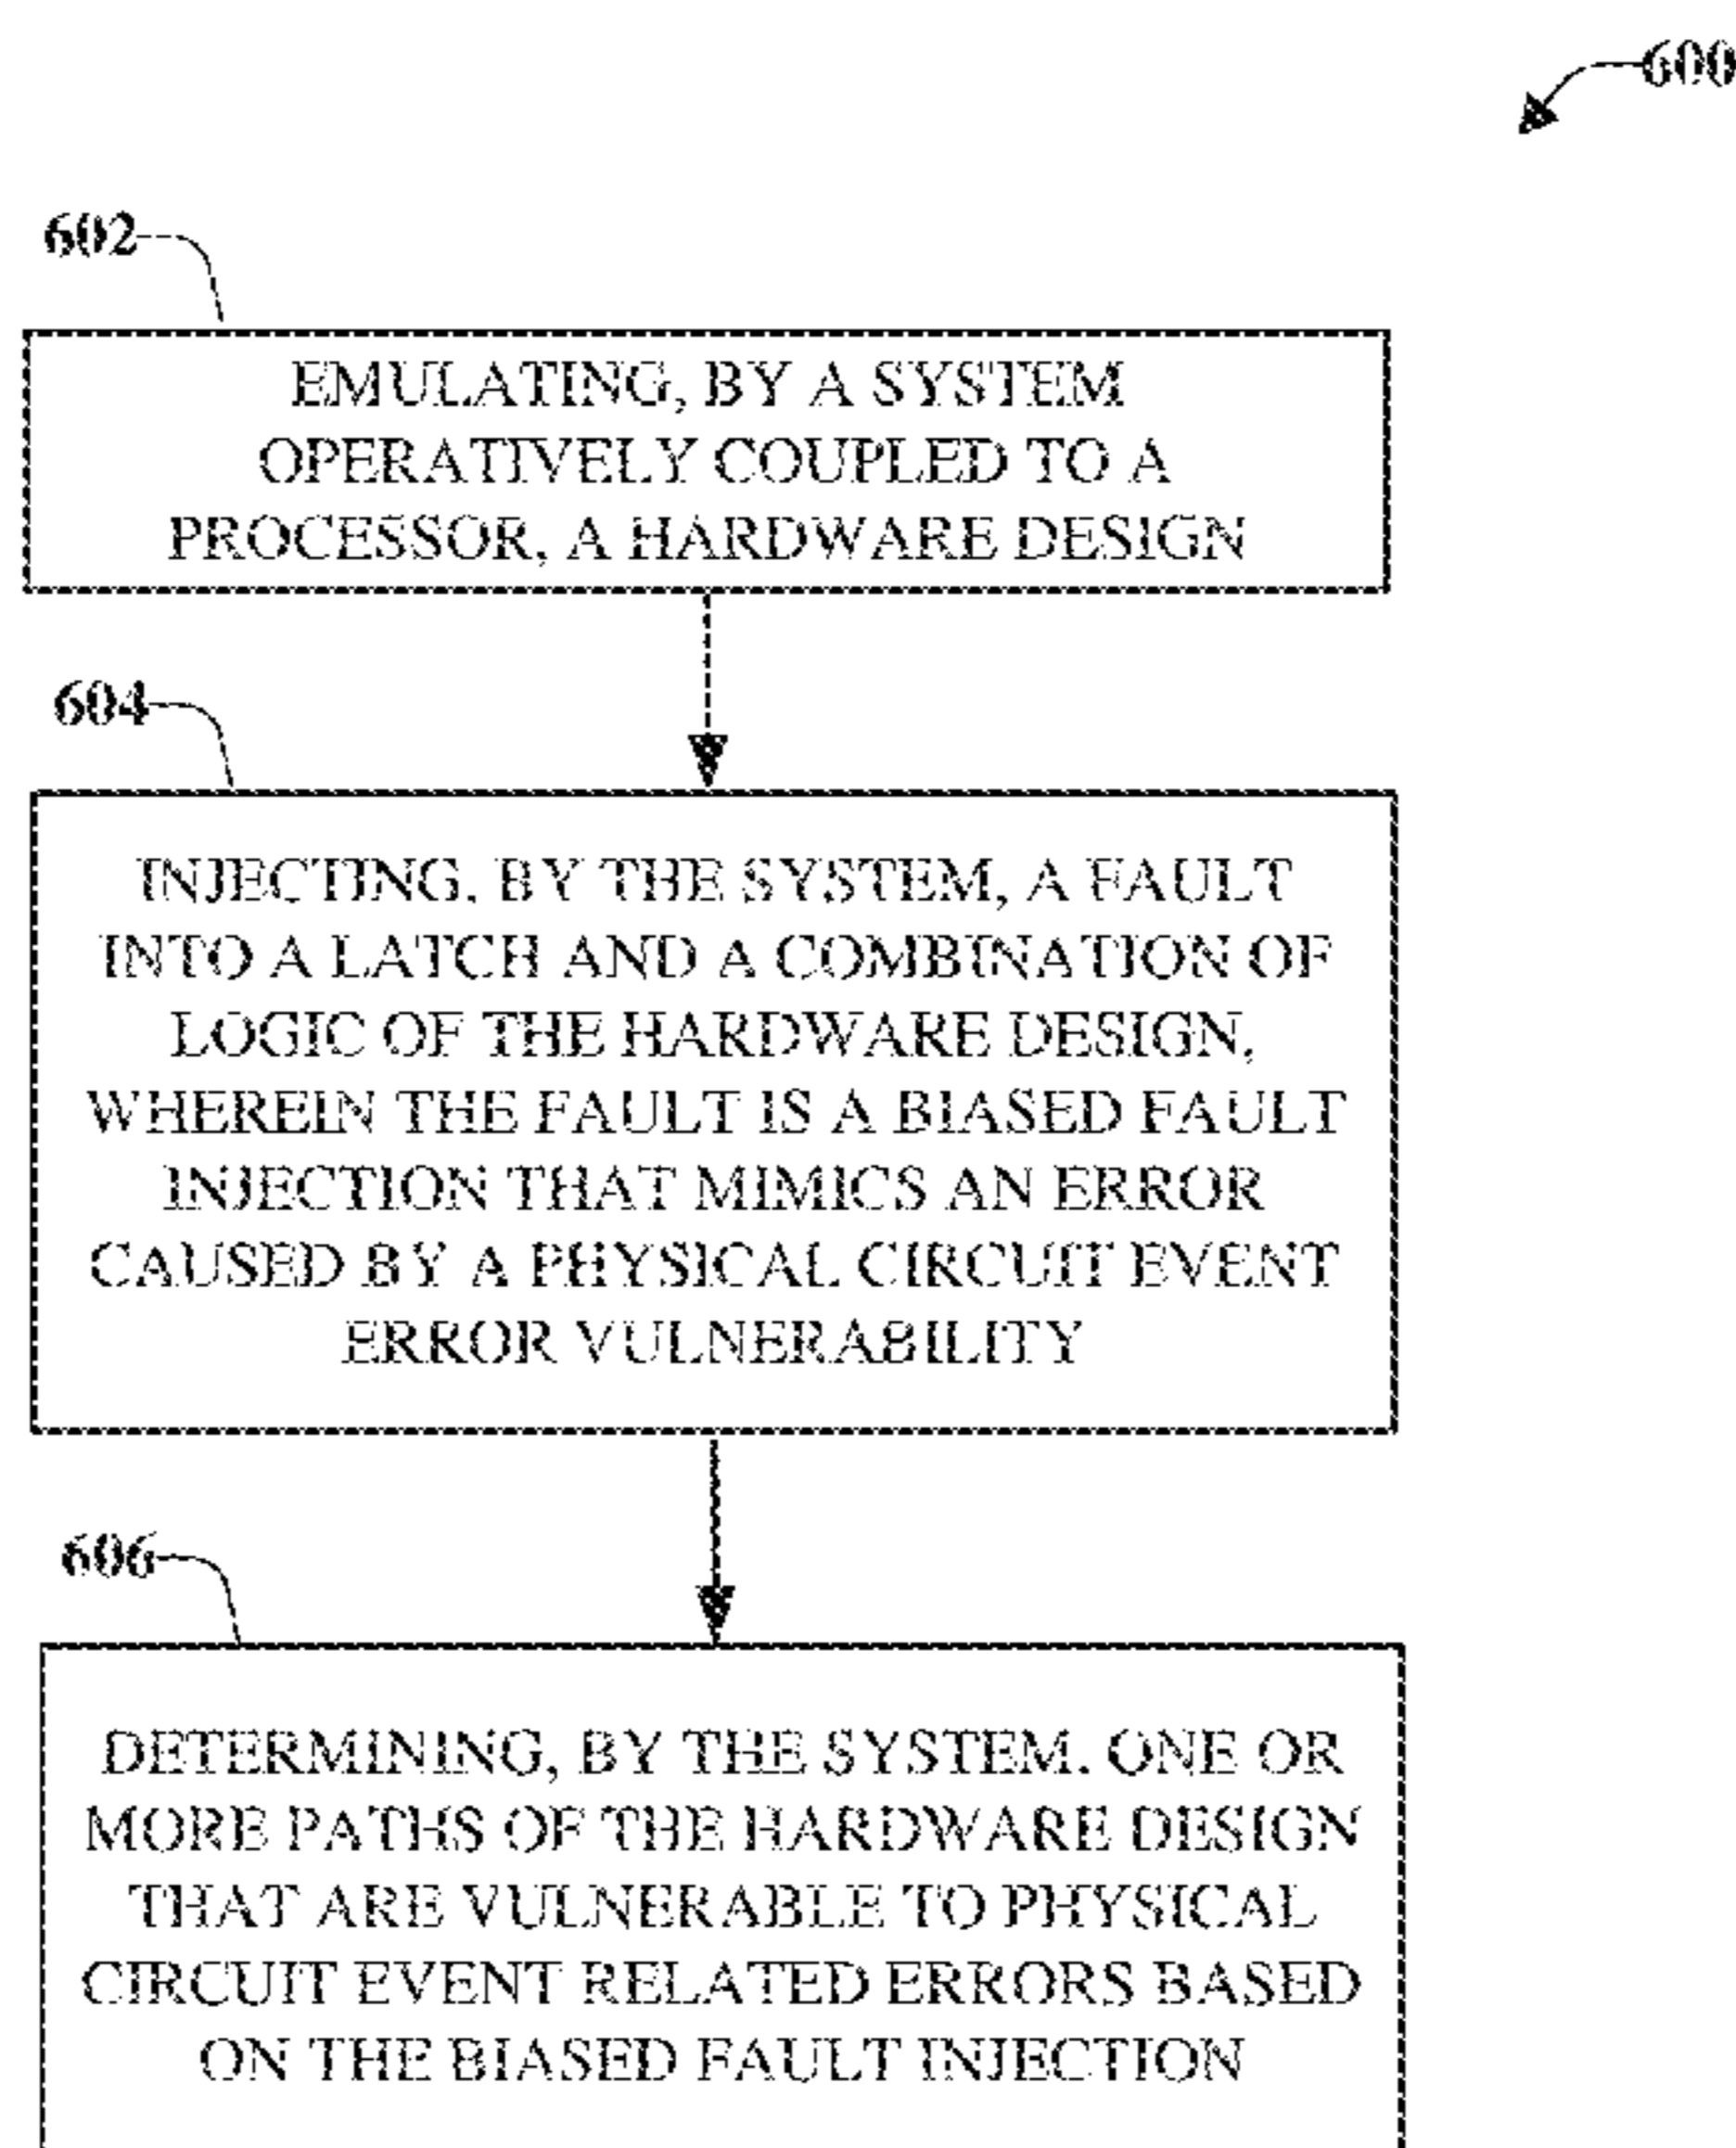 600
602
EMULATING, BY A SYSTEM
OPERATIVELY COUPLED TO A
PROCESSOR, A HARDWARE DESIGN
604
INJECTING, BY THE SYSTEM, A FAULT
INTO A LATCH AND A COMBINATION OF
LOGIC OF THE HARDWARE DESIGN,
WHEREIN THE FAULT IS A BIASED FAULT
INJECTION THAT MIMICS AN ERROR
CAUSED BY A PHYSICAL CIRCUIT EVENT
ERROR VULNERABILITY
606
DETERMINING, BY THE SYSTEM, ONE OR
MORE PATHS OF THE HARDWARE DESIGN
THAT ARE VULNERABLE TO PHYSICAL
CIRCUIT EVENT RELATED ERRORS BASED
ON THE BIASED FAULT INJECTION